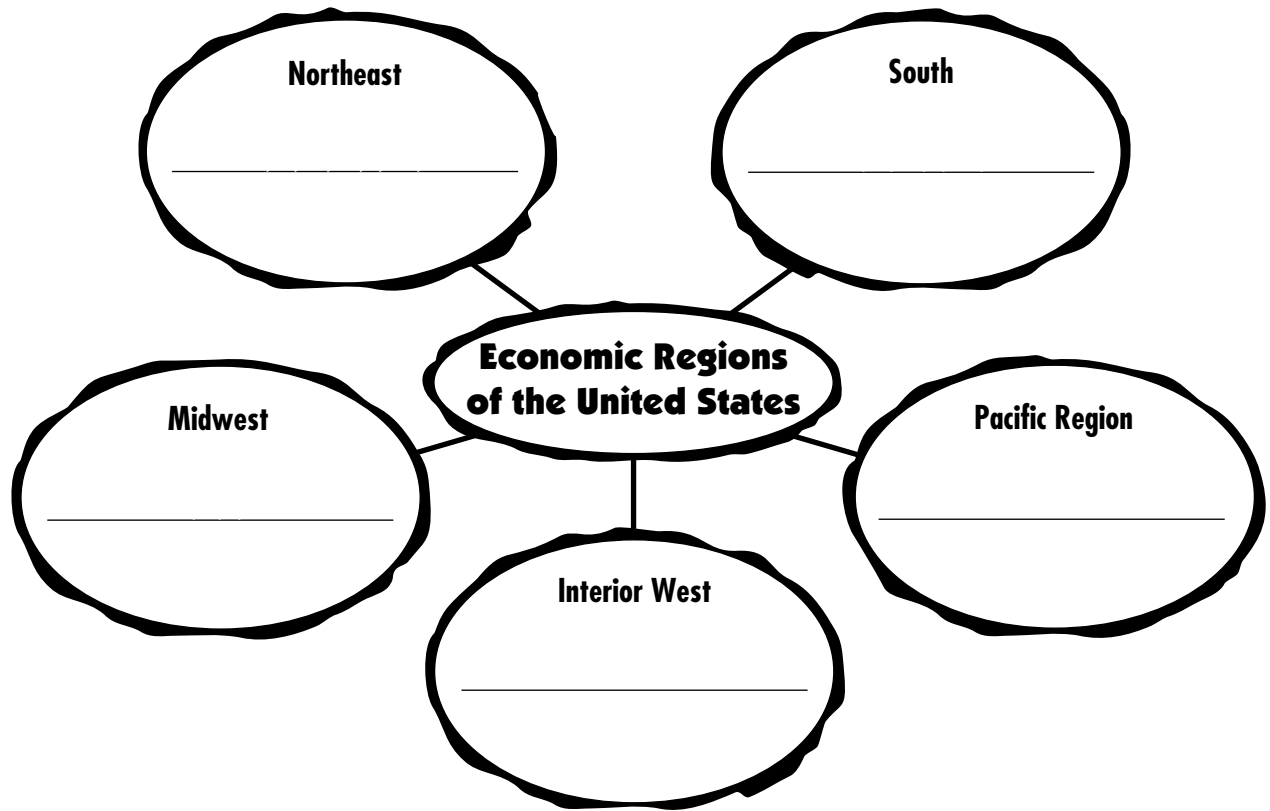 Northeast
South
Economic Regions
of the United States
Midwest
Pacific Region
Interior West